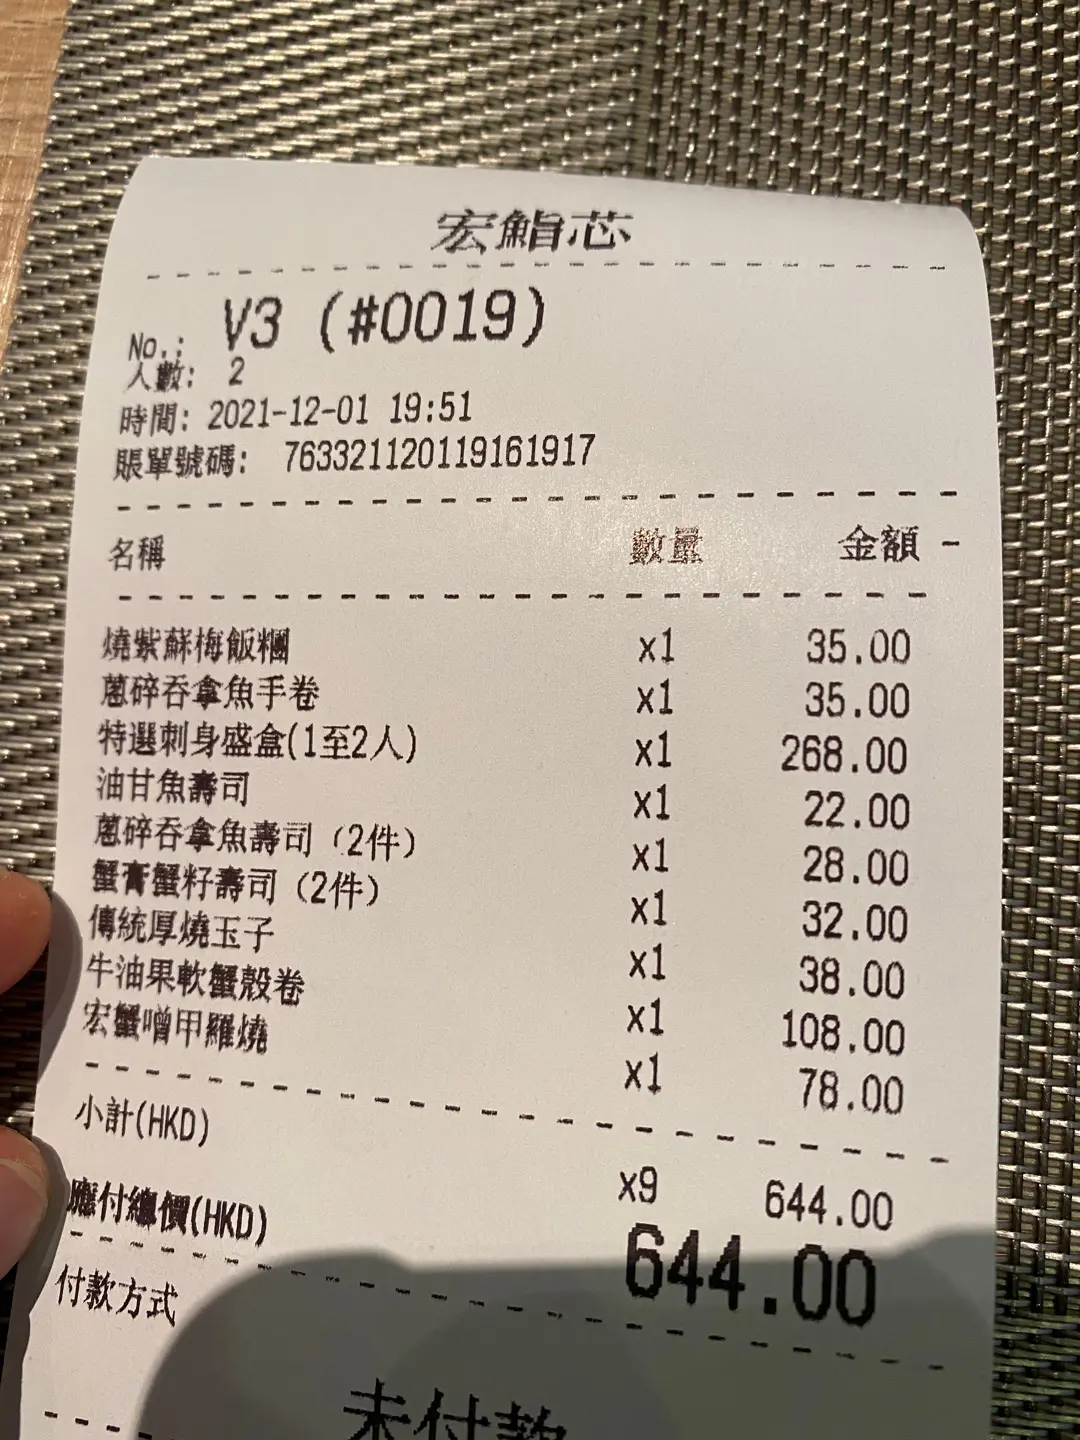 宏鮨芯
No.: V3 (#0019)
人數: 2
時間: 2021-12-01 19:51
賬單號碼: 763321120119161917
名稱 數量 金額
燒紫蘇梅飯糰 x1 35.00
蔥碎吞拿魚手卷 x1 35.00
特選刺身盛盒(1至2人) x1 268.00
油甘魚壽司 x1 22.00
蔥碎吞拿魚壽司 (2件) x1 28.00
蟹膏蟹籽壽司 (2件) x1 32.00
傳統厚燒玉子 x1 38.00
牛油果軟蟹殼卷 x1 108.00
宏蟹噌甲羅燒 x1 78.00
小計(HKD) x9 644.00
應付總價(HKD) 644.00
付款方式
未付款